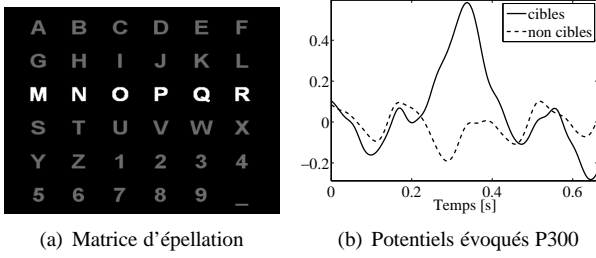 A B C D E F
G H I J K L
M N O P Q R
S T U V W X
Y Z 1 2 3 4
5 6 7 8 9 _
(a) Matrice d'épellation
cibles
non cibles
0.4
0.2
0
−0.2
0 0.2 0.4 0.6
Temps [s]
(b) Potentiels évoqués P300